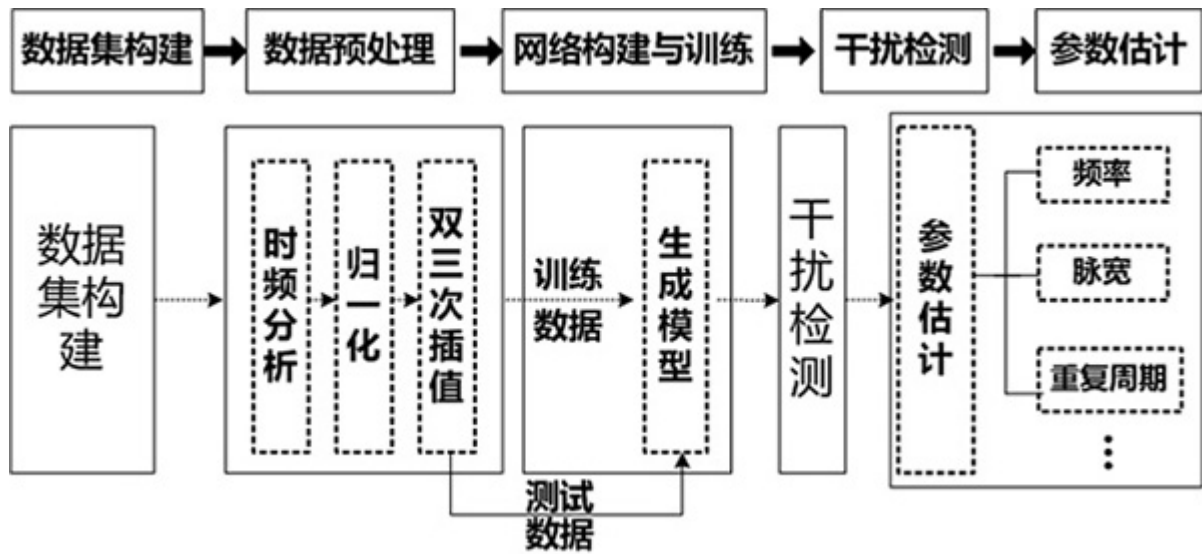 数据集构建
数据预处理
网络构建与训练
干扰检测
参数估计
数据
集构
建
时频分析
归一化
双三次插值
训练
数据
生成模型
干扰检测
参数估计
频率
脉宽
重复周期
测试
数据